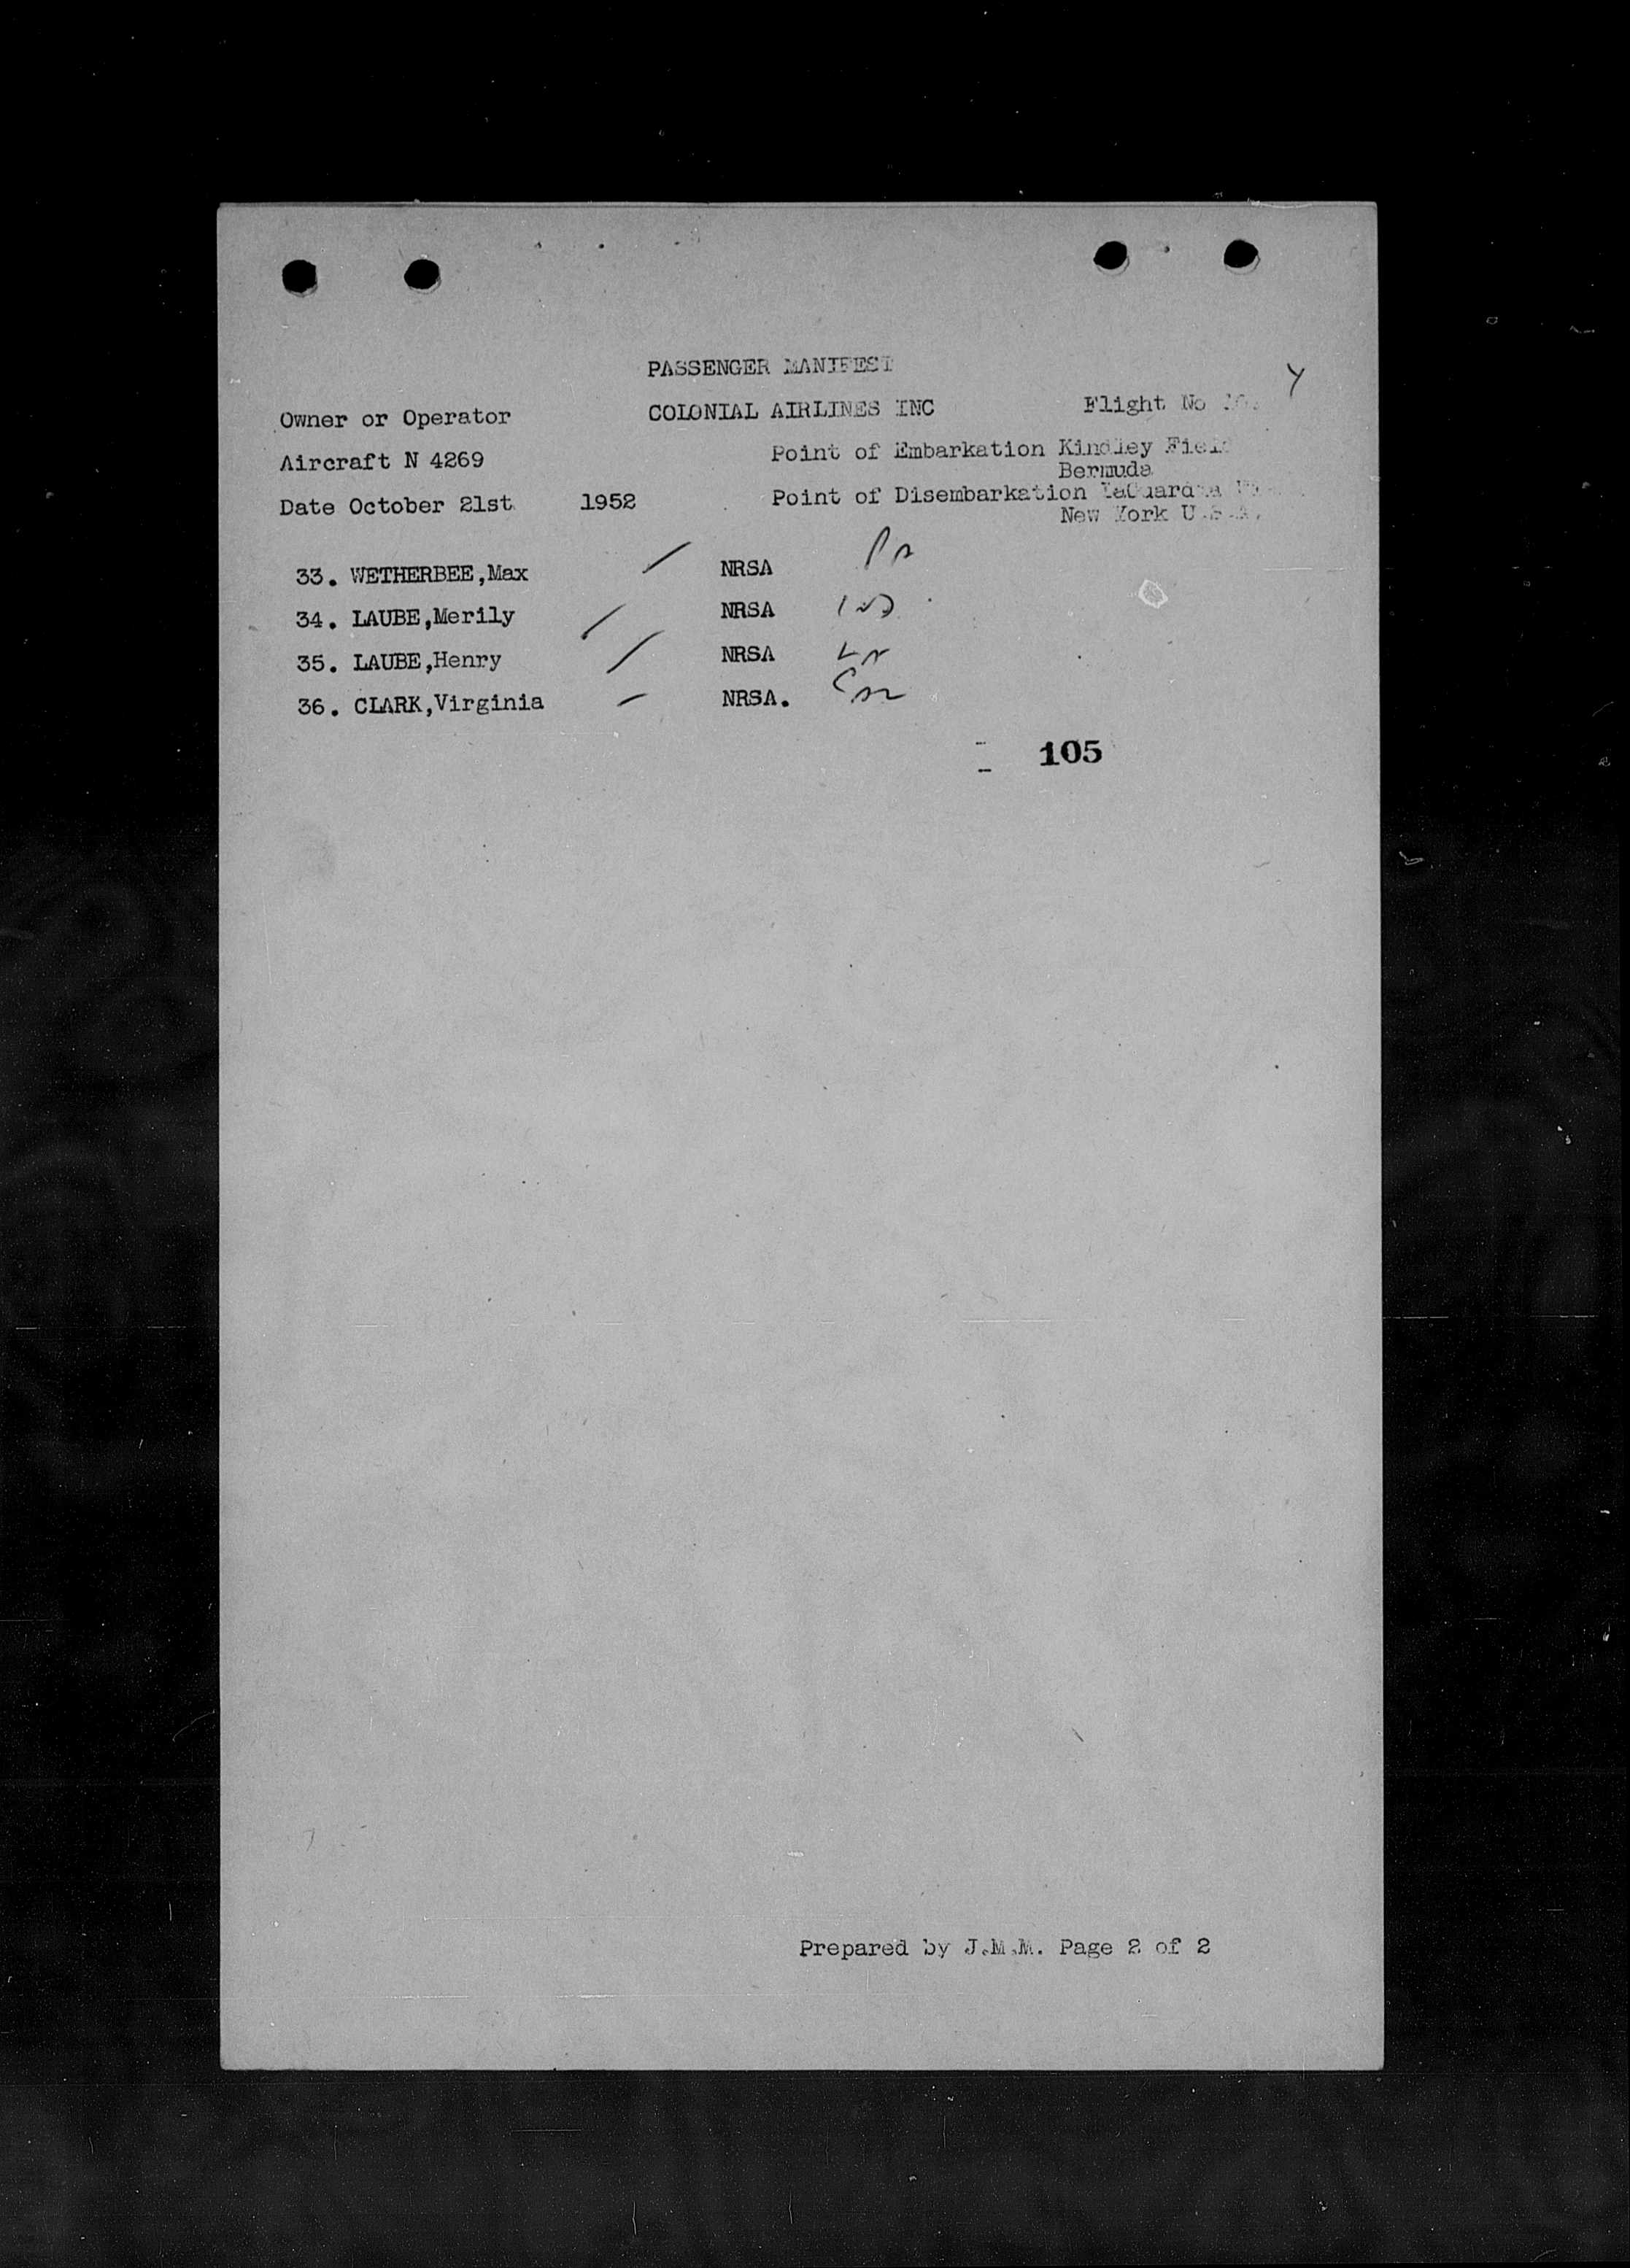 PASSENGER MANIFEST
Owner or Operator COLONIAL AIRLINES INC Flight No
Aircraft N 4269 Point of Embarkation Kindley Field
Bermuda
Date October 21st 1952 Point of Disembarkation LaGuardia
New York U.S.A.
33. WETHERBEE,Max NRSA
34. LAUBE,Merily NRSA
35. LAUBE,Henry NRSA
36. CLARK,Virginia NRSA.
105
Prepared by J.M.M. Page 2 of 2